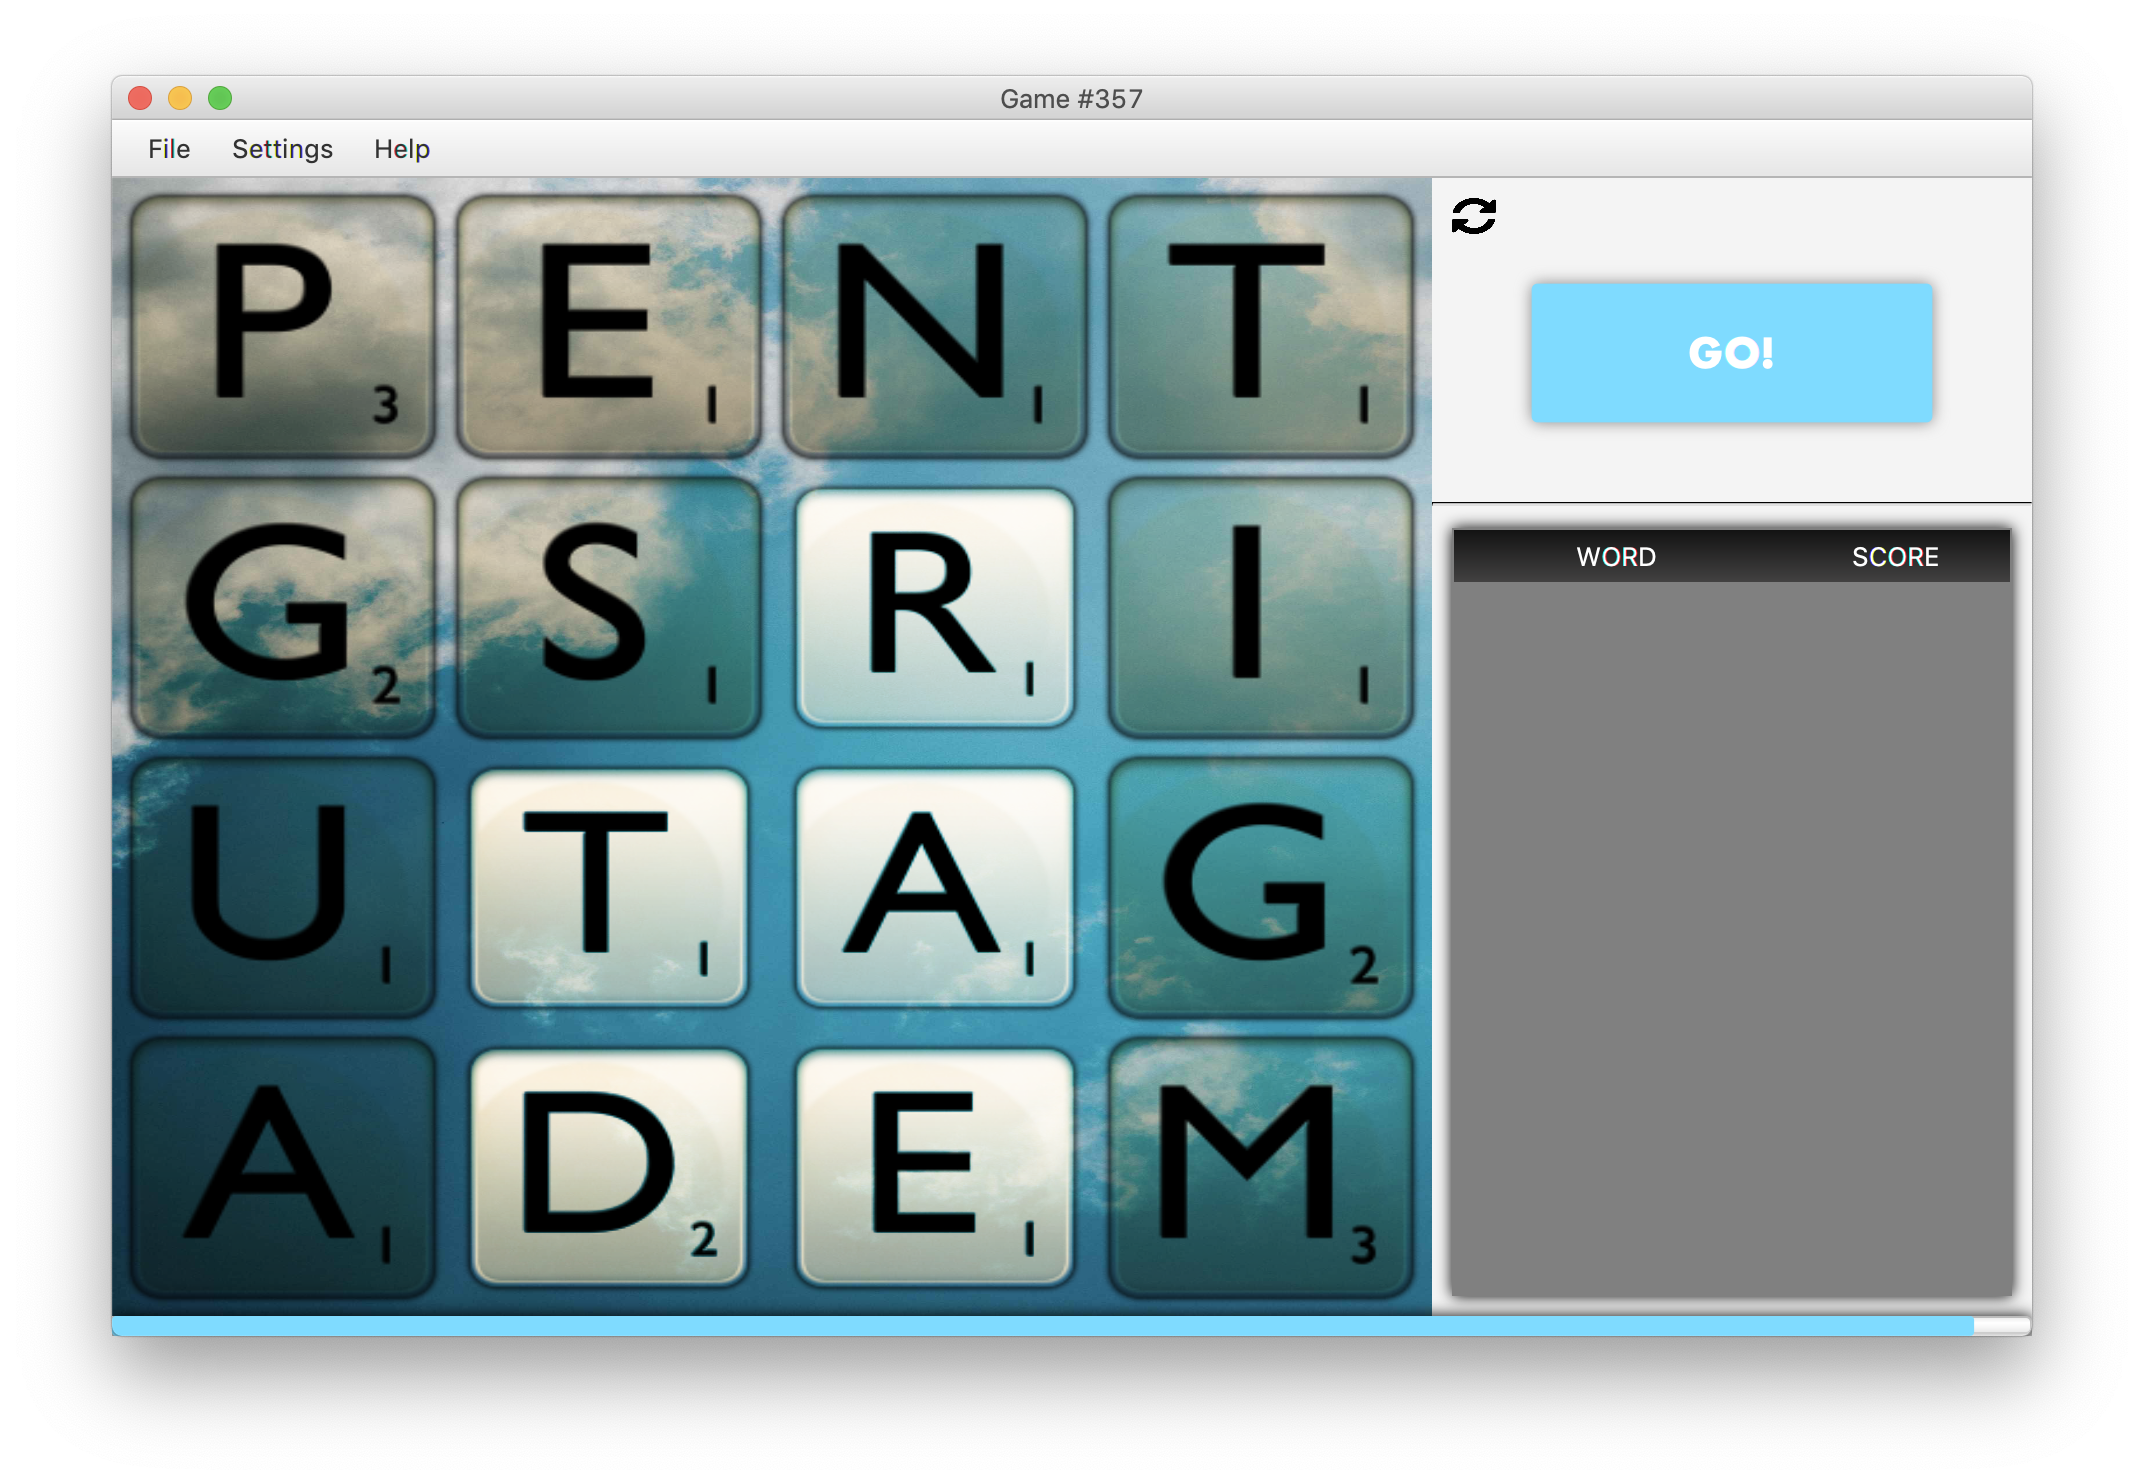 Game #357
File Settings Help
P 3 E 1 N 1 T 1
GO!
G 2 S 1 R 1 I 1
WORD SCORE
U 1 T 1 A 1 G 2
A 1 D 2 E 1 M 3